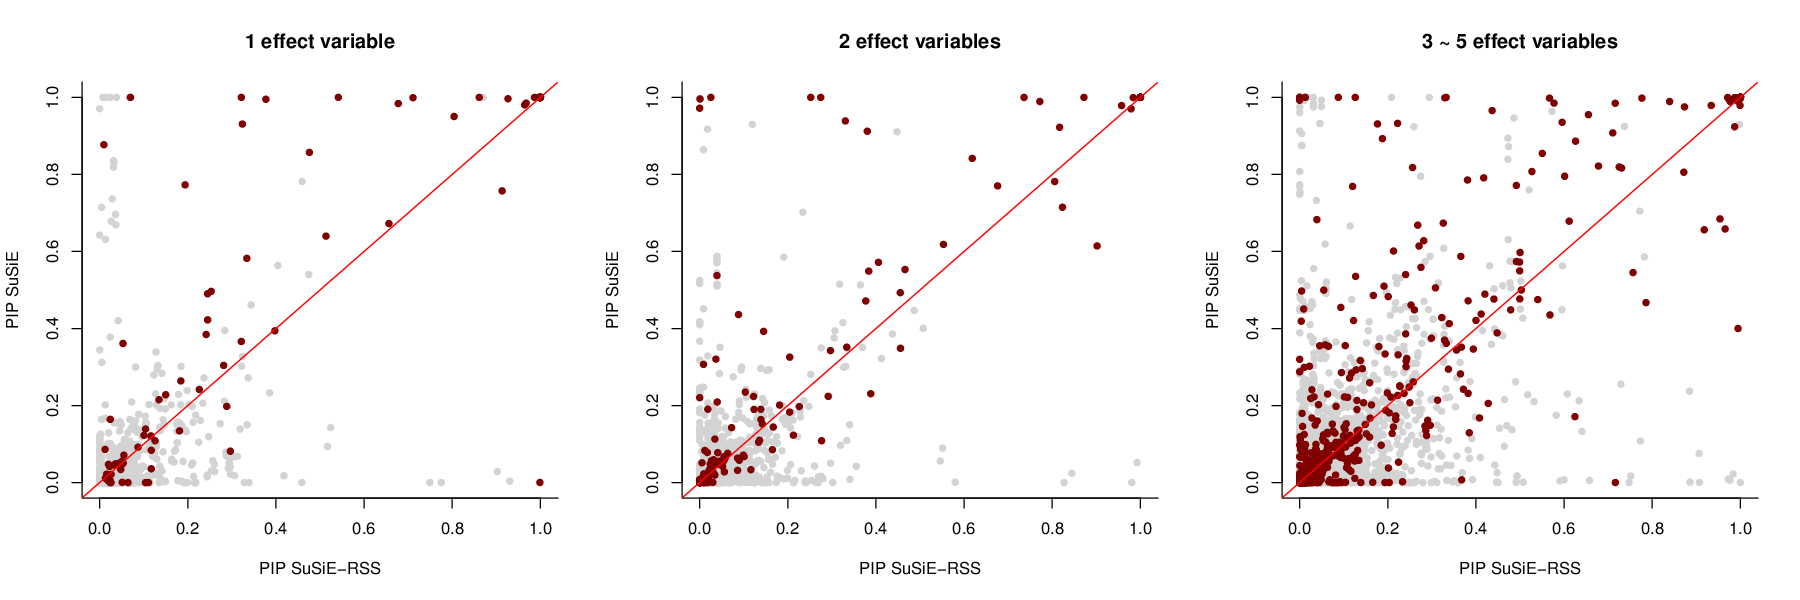 1 effect variable
PIP SuSiE
1.0
0.8
0.6
0.4
0.2
0.0
0.0 0.2 0.4 0.6 0.8 1.0
PIP SuSiE−RSS
2 effect variables
PIP SuSiE
1.0
0.8
0.6
0.4
0.2
0.0
0.0 0.2 0.4 0.6 0.8 1.0
PIP SuSiE−RSS
3 ~ 5 effect variables
PIP SuSiE
1.0
0.8
0.6
0.4
0.2
0.0
0.0 0.2 0.4 0.6 0.8 1.0
PIP SuSiE−RSS